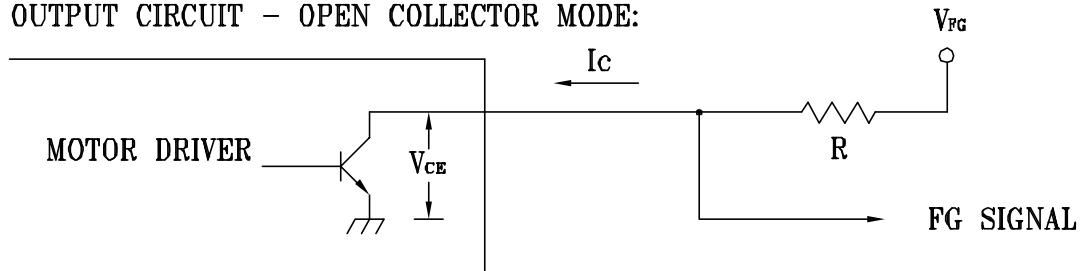 OUTPUT CIRCUIT – OPEN COLLECTOR MODE:
VFG
Ic
MOTOR DRIVER
VCE
R
FG SIGNAL